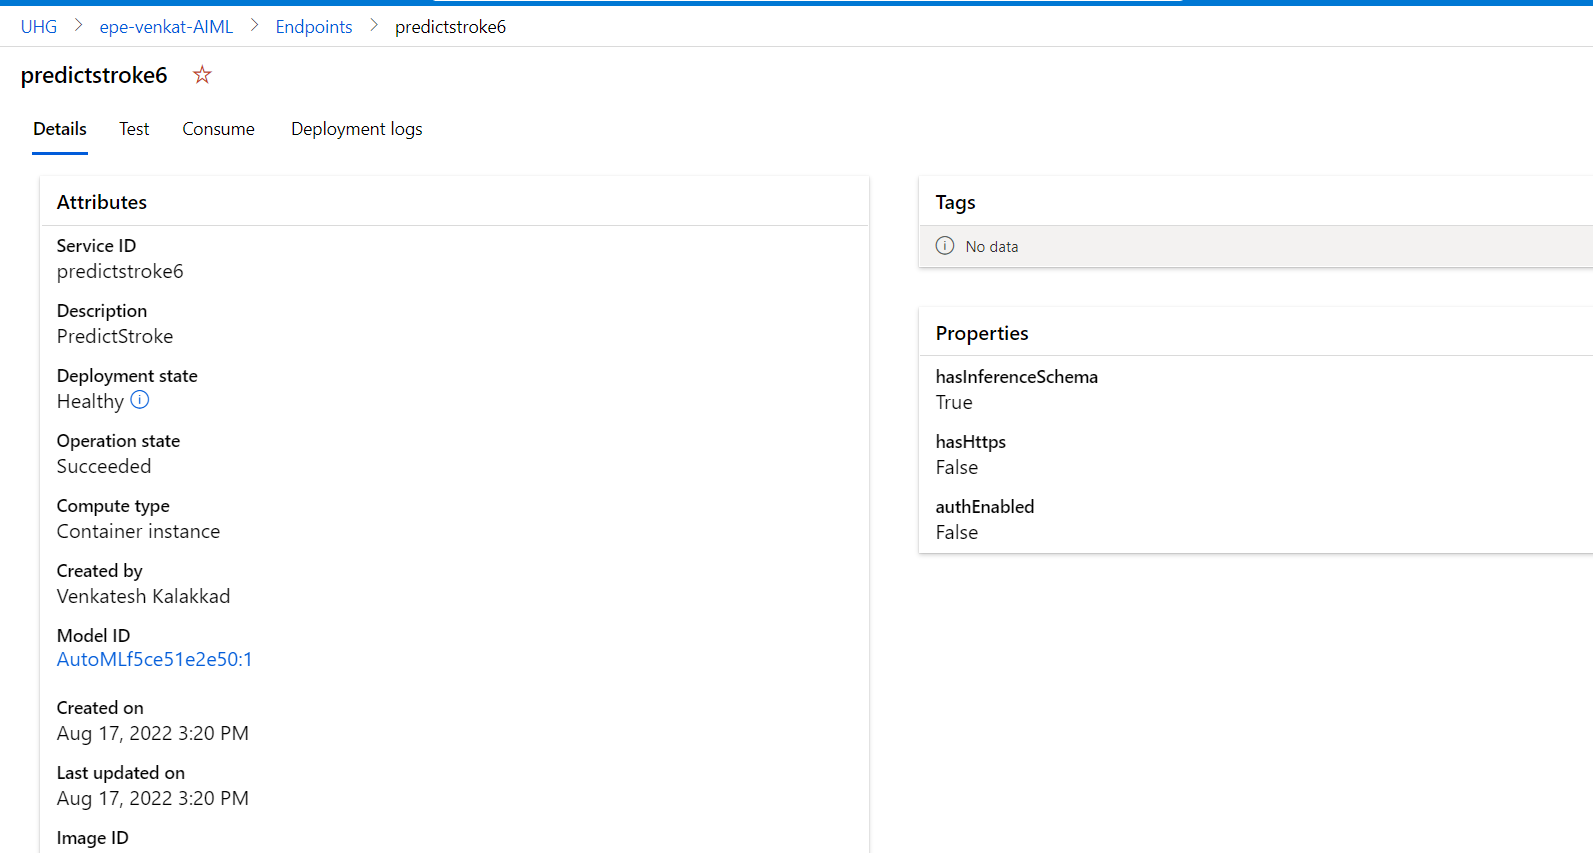 UHG > epe-venkat-AIML > Endpoints > predictstroke6
predictstroke6
Details Test Consume Deployment logs
Attributes
Service ID
predictstroke6
Description
PredictStroke
Deployment state
Healthy
Operation state
Succeeded
Compute type
Container instance
Created by
Venkatesh Kalakkad
Model ID
AutoMLf5ce51e2e50:1
Created on
Aug 17, 2022 3:20 PM
Last updated on
Aug 17, 2022 3:20 PM
Image ID
Tags
No data
Properties
hasInferenceSchema
True
hasHttps
False
authEnabled
False